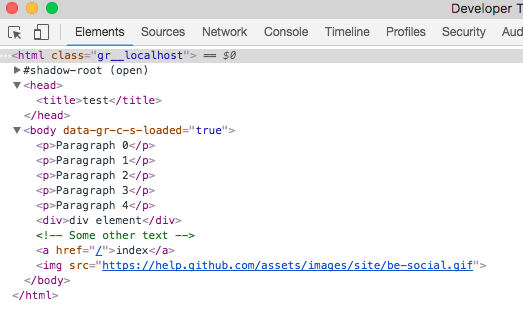 Developer T
Elements Sources Network Console Timeline Profiles Security Aud
···<html class="gr__localhost"> == $0
▶#shadow-root (open)
▼<head>
<title>test</title>
</head>
▼<body data-gr-c-s-loaded="true">
<p>Paragraph 0</p>
<p>Paragraph 1</p>
<p>Paragraph 2</p>
<p>Paragraph 3</p>
<p>Paragraph 4</p>
<div>div element</div>
<!-- Some other text -->
<a href="/">index</a>
<img src="https://help.github.com/assets/images/site/be-social.gif">
</body>
</html>